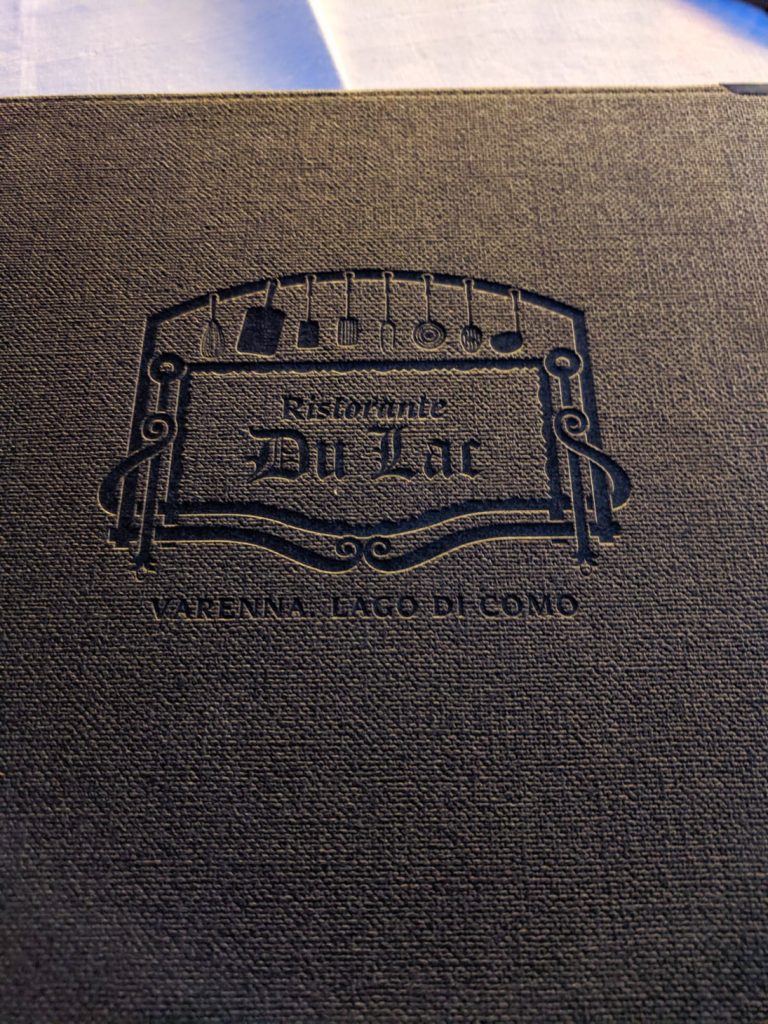 Ristorante
Du Lac
VARENNA, LAGO DI COMO